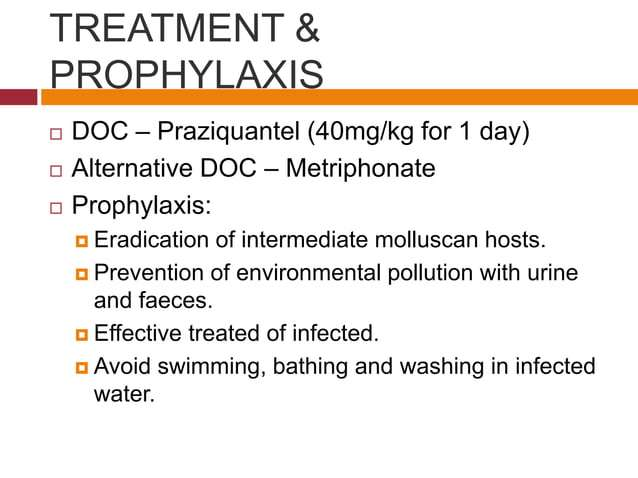 TREATMENT &
PROPHYLAXIS
DOC – Praziquantel (40mg/kg for 1 day)
Alternative DOC – Metriphonate
Prophylaxis:
Eradication of intermediate molluscan hosts.
Prevention of environmental pollution with urine
and faeces.
Effective treated of infected.
Avoid swimming, bathing and washing in infected
water.